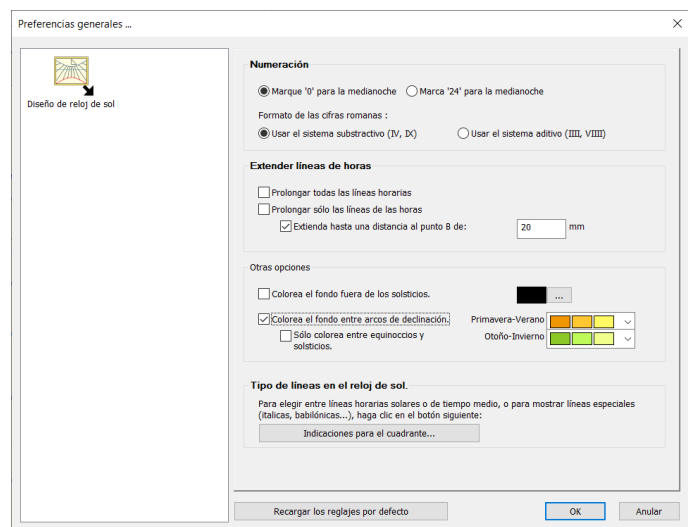 Preferencias generales ...
Diseño de reloj de sol
Numeración
Marque '0' para la medianoche Marca '24' para la medianoche
Formato de las cifras romanas :
Usar el sistema substractivo (IV, IX) Usar el sistema aditivo (IIII, VIIII)
Extender líneas de horas
Prolongar todas las líneas horarias
Prolongar sólo las líneas de las horas
Extienda hasta una distancia al punto B de: 20 mm
Otras opciones
Colorea el fondo fuera de los solsticios. ...
Colorea el fondo entre arcos de declinación. Primavera-Verano
Sólo colorea entre equinoccios y Otoño-Invierno
solsticios.
Tipo de líneas en el reloj de sol.
Para elegir entre líneas horarias solares o de tiempo medio, o para mostrar líneas especiales
(italicas, babilónicas...), haga clic en el botón siguiente:
Indicaciones para el cuadrante...
Recargar los reglajes por defecto OK Anular